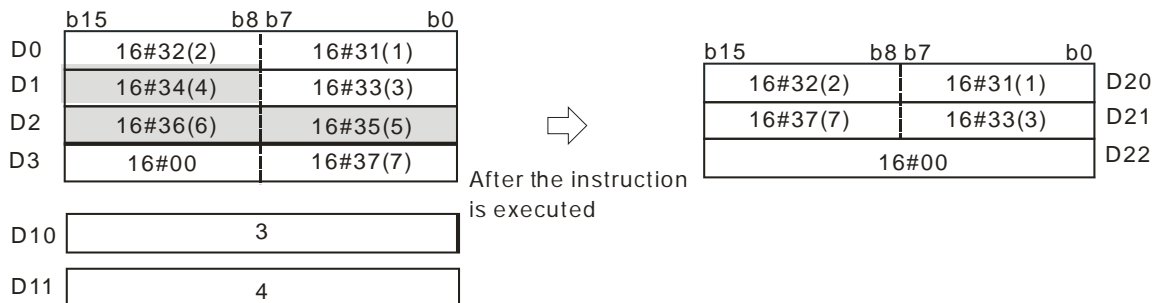 b15 b8 b7 b0
D0 16#32(2) 16#31(1)
D1 16#34(4) 16#33(3)
D2 16#36(6) 16#35(5)
D3 16#00 16#37(7)
D10 3
D11 4
After the instruction
is executed
b15 b8 b7 b0
16#32(2) 16#31(1) D20
16#37(7) 16#33(3) D21
16#00 D22